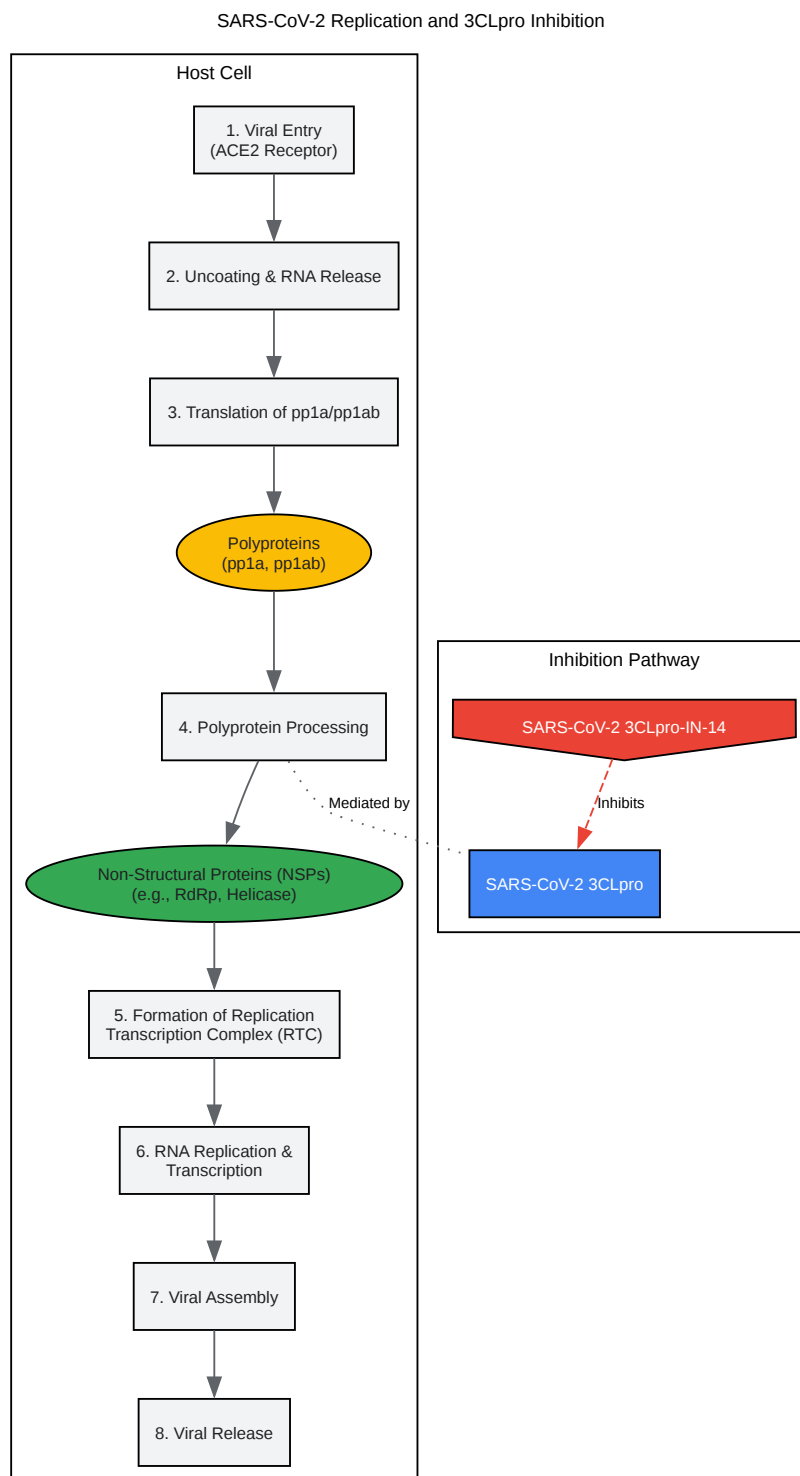 SARS-CoV-2 Replication and 3CLpro Inhibition
Host Cell
1. Viral Entry
(ACE2 Receptor)
2. Uncoating & RNA Release
3. Translation of pp1a/pp1ab
Polyproteins
(pp1a, pp1ab)
4. Polyprotein Processing
Mediated by
Non-Structural Proteins (NSPs)
(e.g., RdRp, Helicase)
5. Formation of Replication
Transcription Complex (RTC)
6. RNA Replication &
Transcription
7. Viral Assembly
8. Viral Release
Inhibition Pathway
SARS-CoV-2 3CLpro-IN-14
Inhibits
SARS-CoV-2 3CLpro